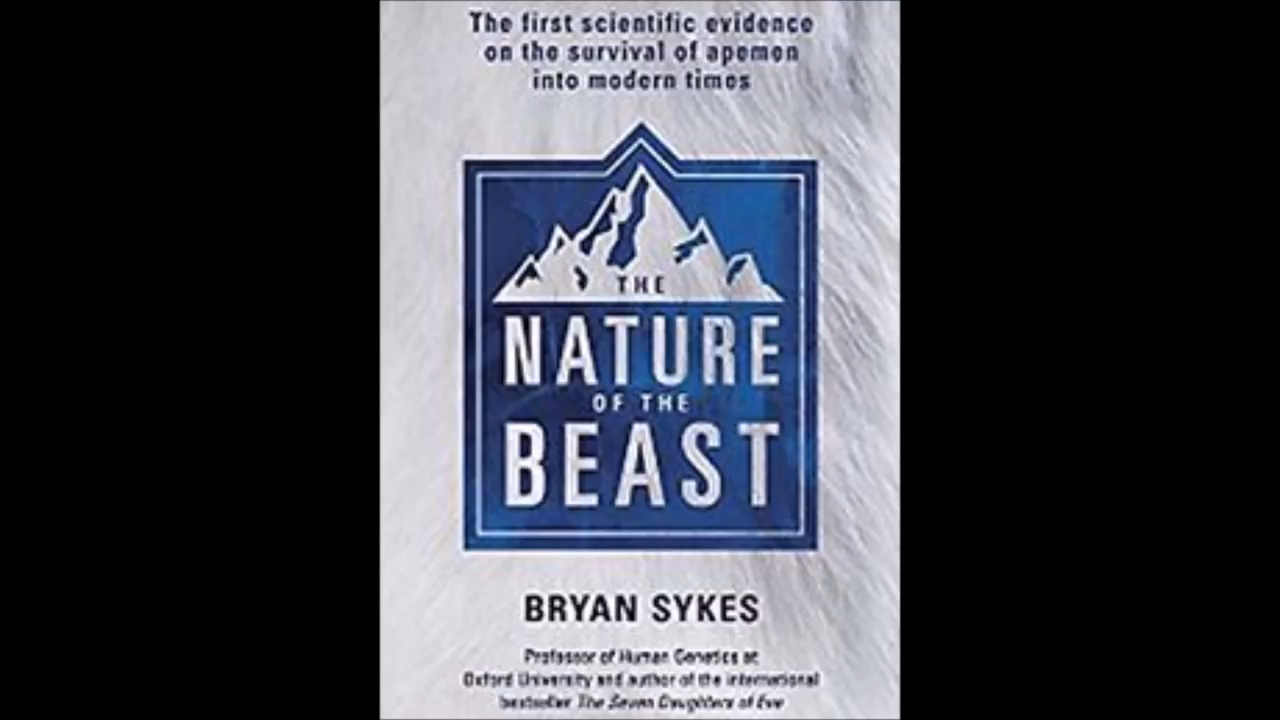 The first scientific evidence
on the survival of apemen
into modern times
THE
NATURE
OF THE
BEAST
BRYAN SYKES
Professor of Human Genetics at
Oxford University and author of the international
bestseller The Seven Daughters of Eve